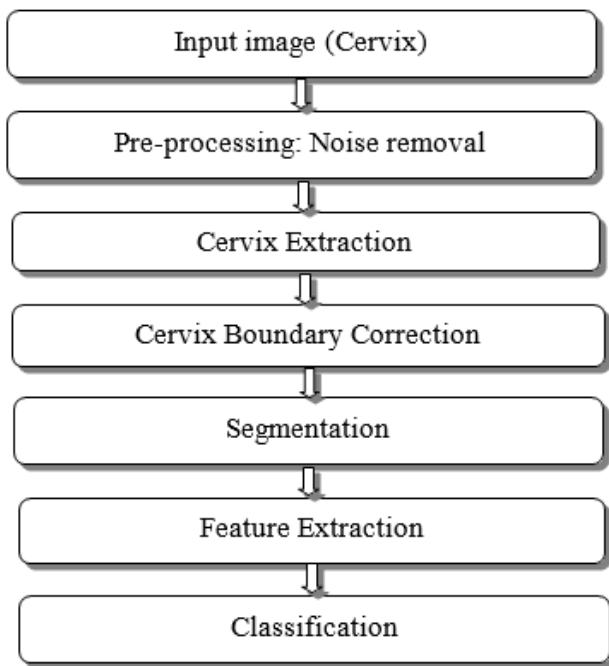 Input image (Cervix)
Pre-processing: Noise removal
Cervix Extraction
Cervix Boundary Correction
Segmentation
Feature Extraction
Classification